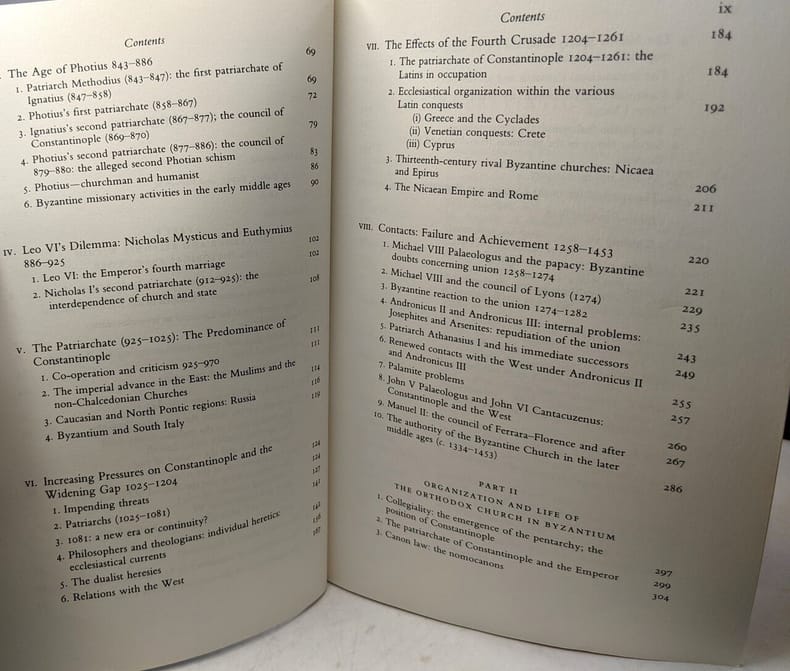 Contents
The Age of Photius 843–886
69
1. Patriarch Methodius (843–847): the first patriarchate of
Ignatius (847–858)
69
2. Photius's first patriarchate (858–867)
72
3. Ignatius's second patriarchate (867–877); the council of
Constantinople (869–870)
79
4. Photius's second patriarchate (877–886): the council of
879–880: the alleged second Photian schism
83
5. Photius—churchman and humanist
86
6. Byzantine missionary activities in the early middle ages
90
IV. Leo VI's Dilemma: Nicholas Mysticus and Euthymius
886–925
102
1. Leo VI: the Emperor's fourth marriage
102
2. Nicholas I's second patriarchate (912–925): the
interdependence of church and state
108
V. The Patriarchate (925–1025): The Predominance of
Constantinople
111
1. Co-operation and criticism 925–970
111
2. The imperial advance in the East: the Muslims and the
non-Chalcedonian Churches
114
3. Caucasian and North Pontic regions: Russia
116
4. Byzantium and South Italy
119
VI. Increasing Pressures on Constantinople and the
Widening Gap 1025–1204
124
1. Impending threats
124
2. Patriarchs (1025–1081)
127
3. 1081: a new era or continuity?
4. Philosophers and theologians: individual heretics:
ecclesiastical currents
5. The dualist heresies
6. Relations with the West
Contents
ix
VII. The Effects of the Fourth Crusade 1204–1261
184
1. The patriarchate of Constantinople 1204–1261: the
Latins in occupation
184
2. Ecclesiastical organization within the various
Latin conquests
192
(i) Greece and the Cyclades
(ii) Venetian conquests: Crete
(iii) Cyprus
3. Thirteenth-century rival Byzantine churches: Nicaea
and Epirus
206
4. The Nicaean Empire and Rome
211
VIII. Contacts: Failure and Achievement 1258–1453
220
1. Michael VIII Palaeologus and the papacy: Byzantine
doubts concerning union 1258–1274
221
2. Michael VIII and the council of Lyons (1274)
229
3. Byzantine reaction to the union 1274–1282
235
4. Andronicus II and Andronicus III: internal problems:
Josephites and Arsenites: repudiation of the union
243
5. Patriarch Athanasius I and his immediate successors
249
6. Renewed contacts with the West under Andronicus II
and Andronicus III
255
7. Palamite problems
257
8. John V Palaeologus and John VI Cantacuzenus:
Constantinople and the West
260
9. Manuel II: the council of Ferrara–Florence and after
267
10. The authority of the Byzantine Church in the later
middle ages (c. 1334–1453)
286
PART II
ORGANIZATION AND LIFE OF
THE ORTHODOX CHURCH IN BYZANTIUM
1. Collegiality: the emergence of the pentarchy; the
position of Constantinople
297
2. The patriarchate of Constantinople and the Emperor
299
3. Canon law: the nomocanons
304